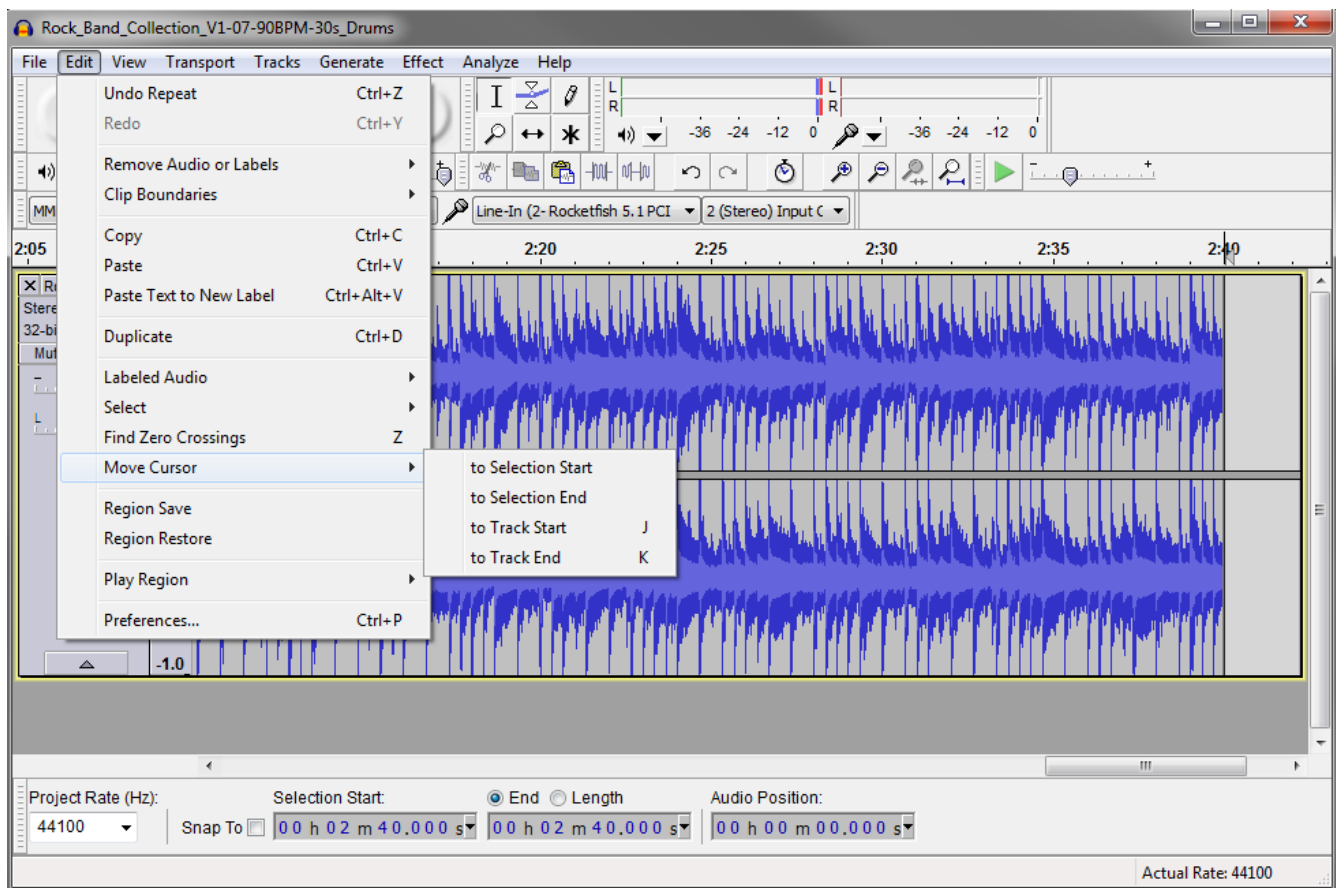 Rock_Band_Collection_V1-07-90BPM-30s_Drums
File Edit View Transport Tracks Generate Effect Analyze Help
Undo Repeat Ctrl+Z
Redo Ctrl+Y
Remove Audio or Labels
Clip Boundaries
Copy Ctrl+C
Paste Ctrl+V
Paste Text to New Label Ctrl+Alt+V
Duplicate Ctrl+D
Labeled Audio
Select
Find Zero Crossings Z
Move Cursor
Region Save
Region Restore
Play Region
Preferences... Ctrl+P
to Selection Start
to Selection End
to Track Start J
to Track End K
L L
R R
-36 -24 -12 0 -36 -24 -12 0
MM Line-In (2- Rocketfish 5.1 PCI 2 (Stereo) Input C
2:05 2:20 2:25 2:30 2:35 2:40
Stere
32-bi
Mut
- +
L
-1.0
Project Rate (Hz): Selection Start: End Length Audio Position:
44100 Snap To 00 h 02 m 40.000 s 00 h 02 m 40.000 s 00 h 00 m 00.000 s
Actual Rate: 44100